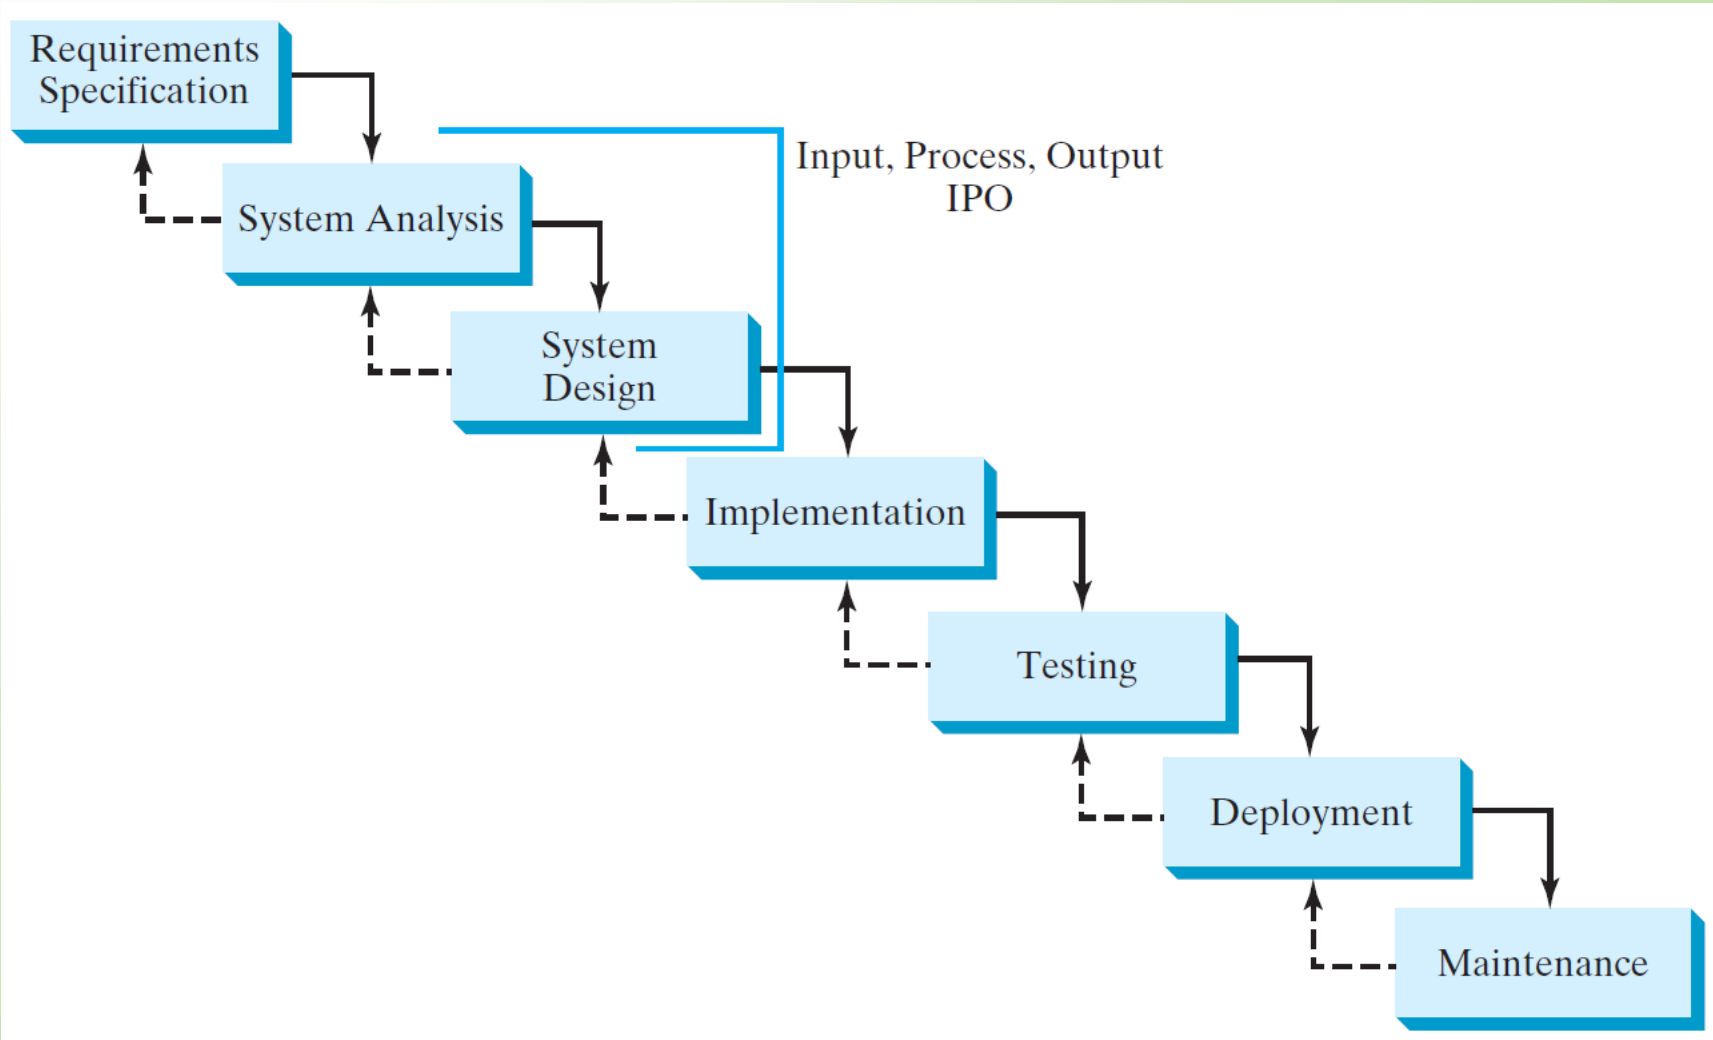 Requirements
Specification
Input, Process, Output
IPO
System Analysis
System
Design
Implementation
Testing
Deployment
Maintenance